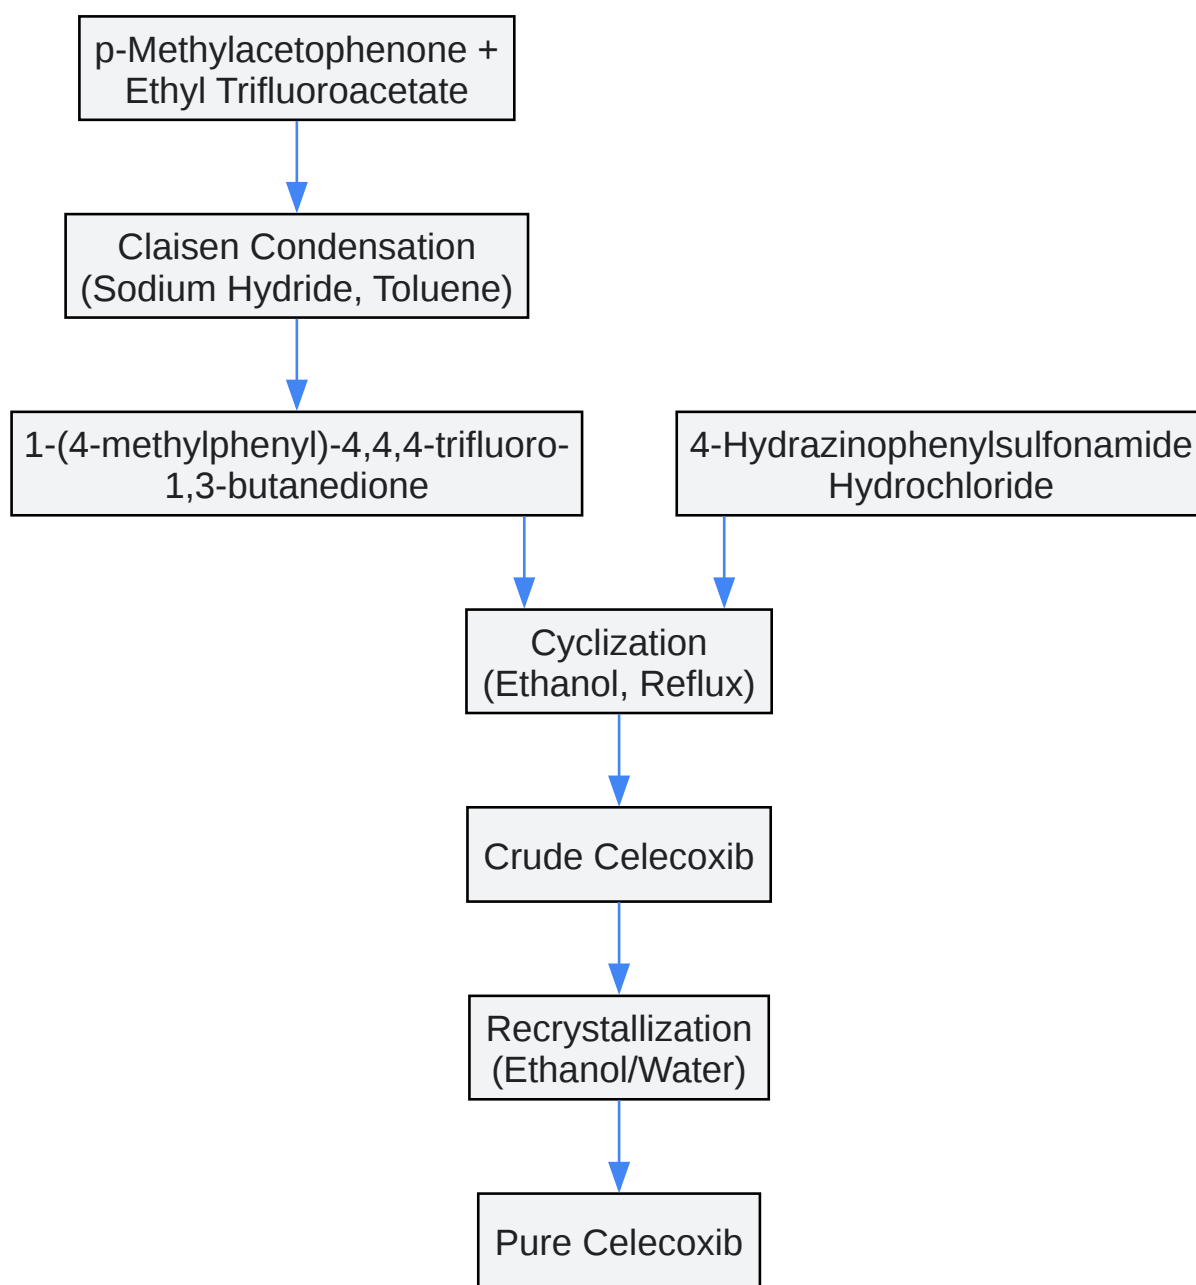 p-Methylacetophenone +
Ethyl Trifluoroacetate
Claisen Condensation
(Sodium Hydride, Toluene)
1-(4-methylphenyl)-4,4,4-trifluoro-
1,3-butanedione
4-Hydrazinophenylsulfonamide
Hydrochloride
Cyclization
(Ethanol, Reflux)
Crude Celecoxib
Recrystallization
(Ethanol/Water)
Pure Celecoxib